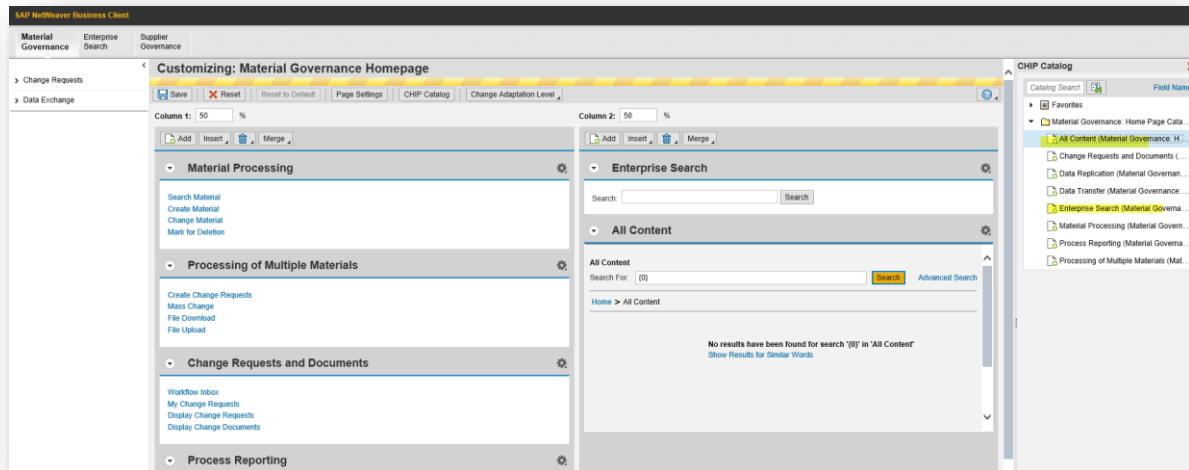 SAP NetWeaver Business Client
Material Governance
Enterprise Search
Supplier Governance
Change Requests
Data Exchange
Customizing: Material Governance Homepage
Save
Reset
Reset to Default
Page Settings
CHIP Catalog
Change Adaptation Level
Column 1: 50 %
Column 2: 50 %
Add Insert Merge
Add Insert Merge
Material Processing
Search Material
Create Material
Change Material
Mark for Deletion
Processing of Multiple Materials
Create Change Requests
Mass Change
File Download
File Upload
Change Requests and Documents
Workflow Inbox
My Change Requests
Display Change Requests
Display Change Documents
Process Reporting
Enterprise Search
Search: Search
All Content
All Content
Search For: {0} Search Advanced Search
Home > All Content
No results have been found for search '{0}' in 'All Content'
Show Results for Similar Words
CHIP Catalog
Catalog Search Field Name
Favorites
Material Governance: Home Page Cata...
All Content (Material Governance: H...
Change Requests and Documents (...
Data Replication (Material Governan...
Data Transfer (Material Governance:...
Enterprise Search (Material Governa...
Material Processing (Material Govern...
Process Reporting (Material Governa...
Processing of Multiple Materials (Mat...